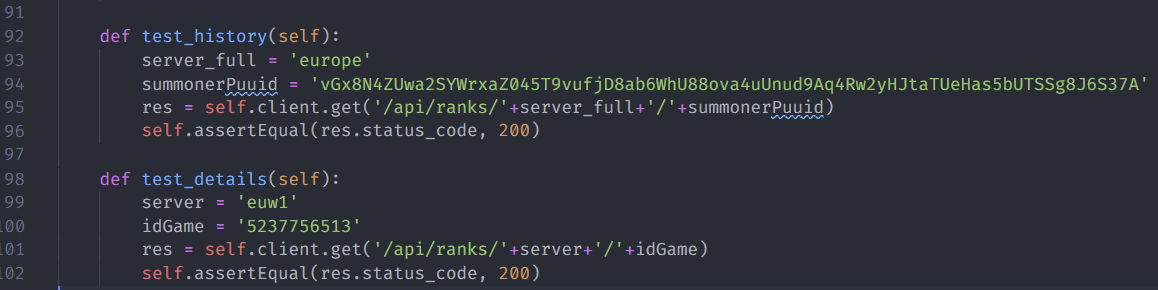 91
92 def test_history(self):
93 server_full = 'europe'
94 summonerPuuid = 'vGx8N4ZUwa2SYWrxaZ045T9vufjD8ab6WhU88ova4uUnud9Aq4Rw2yHJtaTUeHas5bUTSSg8J6S37A'
95 res = self.client.get('/api/ranks/'+server_full+'/'+summonerPuuid)
96 self.assertEqual(res.status_code, 200)
97
98 def test_details(self):
99 server = 'euw1'
100 idGame = '5237756513'
101 res = self.client.get('/api/ranks/'+server+'/'+idGame)
102 self.assertEqual(res.status_code, 200)